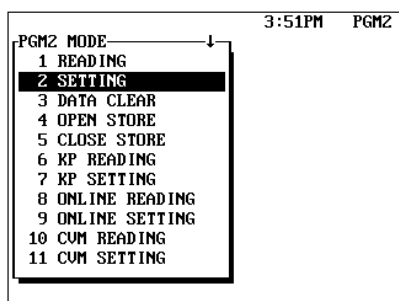 3:51PM PGM2
PGM2 MODE
1 READING
2 SETTING
3 DATA CLEAR
4 OPEN STORE
5 CLOSE STORE
6 KP READING
7 KP SETTING
8 ONLINE READING
9 ONLINE SETTING
10 CVM READING
11 CVM SETTING